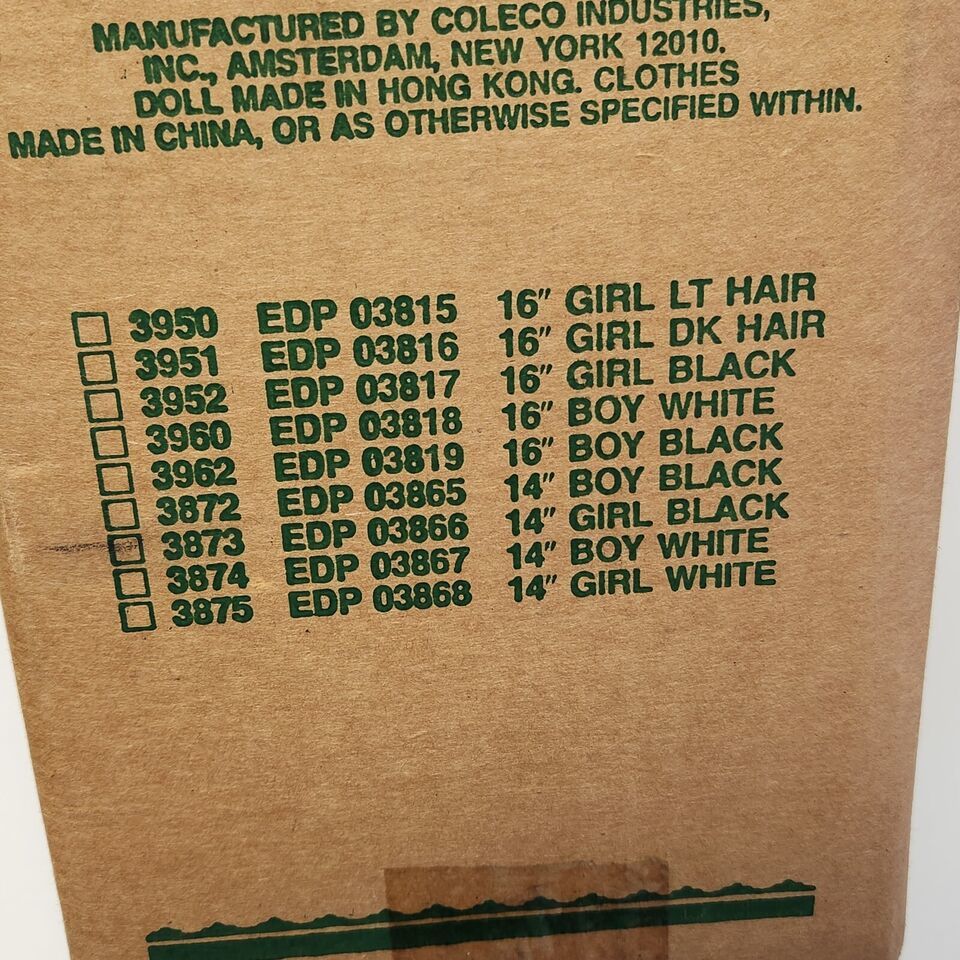 MANUFACTURED BY COLECO INDUSTRIES,
INC., AMSTERDAM, NEW YORK 12010.
DOLL MADE IN HONG KONG. CLOTHES
MADE IN CHINA, OR AS OTHERWISE SPECIFIED WITHIN.
3950 EDP 03815 16" GIRL LT HAIR
3951 EDP 03816 16" GIRL DK HAIR
3952 EDP 03817 16" GIRL BLACK
3960 EDP 03818 16" BOY WHITE
3962 EDP 03819 16" BOY BLACK
3872 EDP 03865 14" BOY BLACK
3873 EDP 03866 14" GIRL BLACK
3874 EDP 03867 14" BOY WHITE
3875 EDP 03868 14" GIRL WHITE